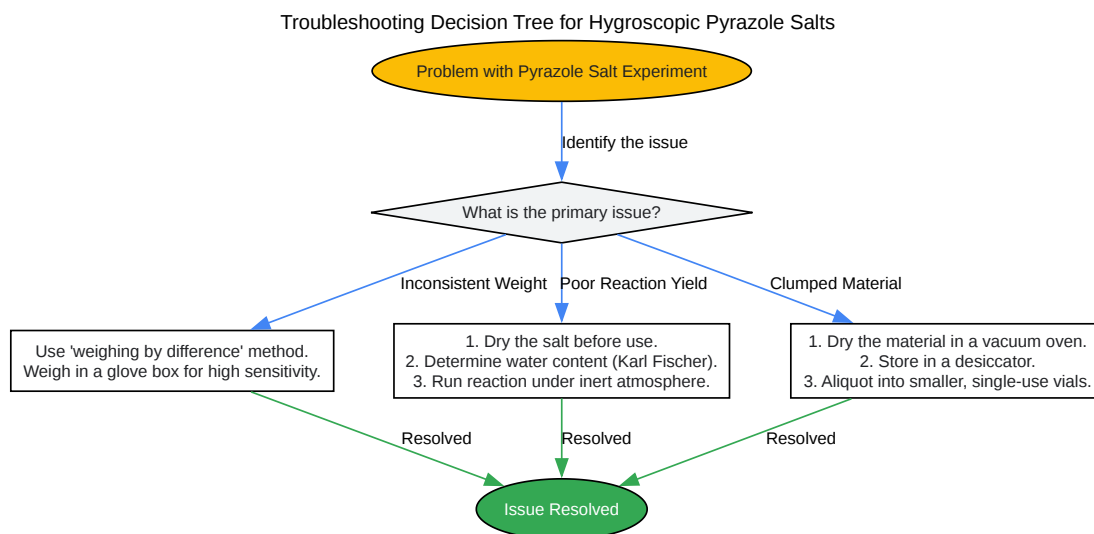 Troubleshooting Decision Tree for Hygroscopic Pyrazole Salts
Problem with Pyrazole Salt Experiment
Identify the issue
What is the primary issue?
Inconsistent Weight
Poor Reaction Yield
Clumped Material
Use 'weighing by difference' method.
Weigh in a glove box for high sensitivity.
1. Dry the salt before use.
2. Determine water content (Karl Fischer).
3. Run reaction under inert atmosphere.
1. Dry the material in a vacuum oven.
2. Store in a desiccator.
3. Aliquot into smaller, single-use vials.
Resolved
Resolved
Resolved
Issue Resolved